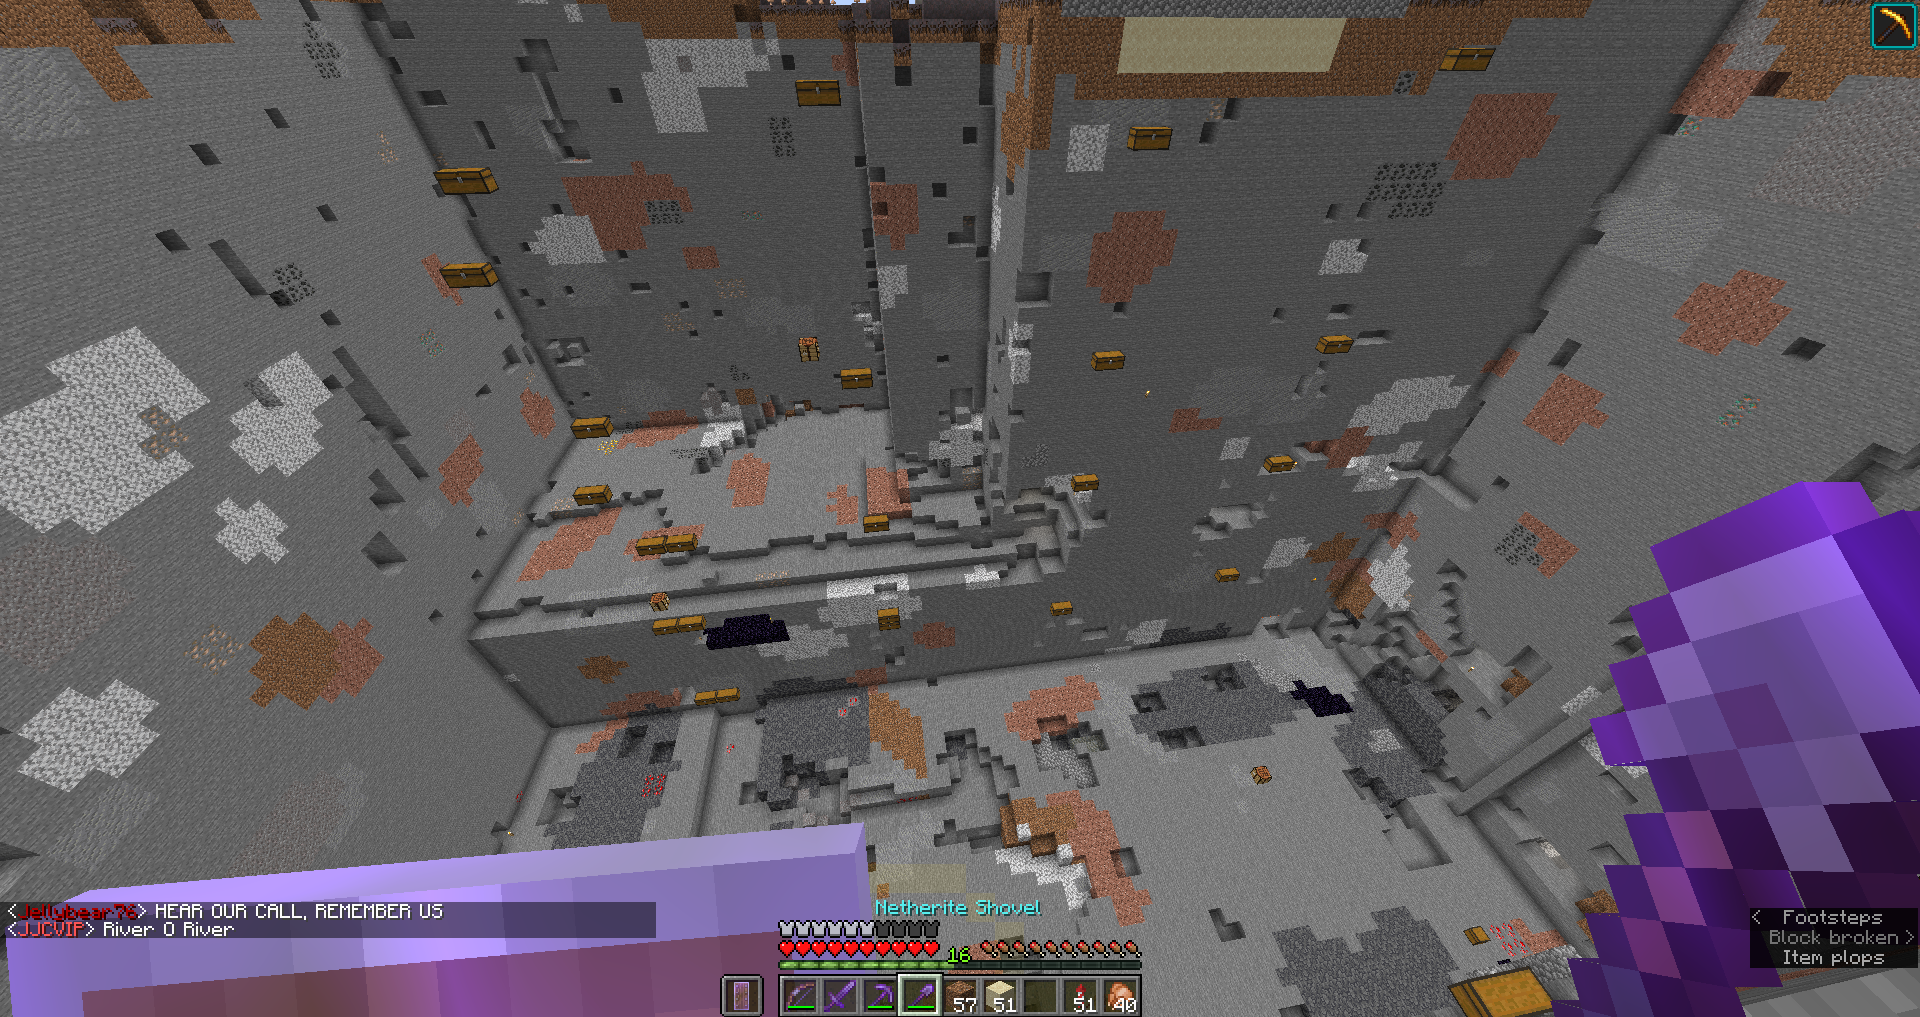 <Jellybear76> HEAR OUR CALL, REMEMBER US
<JJCVIP> River O River
Netherite Shovel
16
57
51
51
40
< Footsteps
Block broken >
Item plops